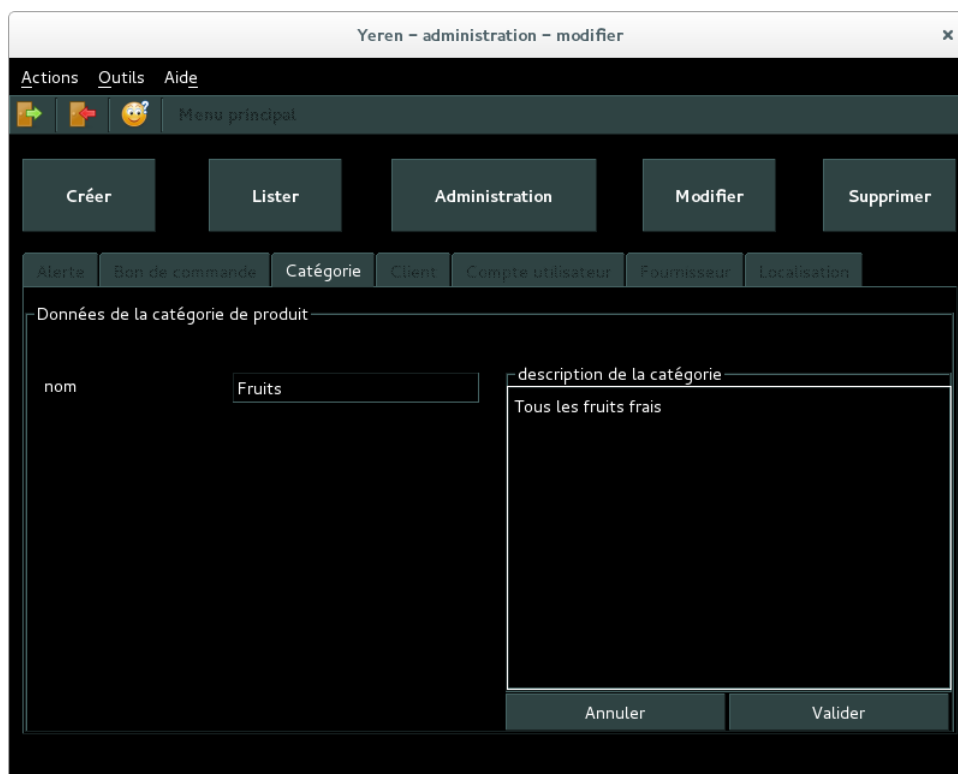 Yeren – administration – modifier
Actions Outils Aide
Menu principal
Créer Lister Administration Modifier Supprimer
Alerte Bon de commande Catégorie Client Compte utilisateur Fournisseur Localisation
Données de la catégorie de produit
nom Fruits
description de la catégorie
Tous les fruits frais
Annuler Valider